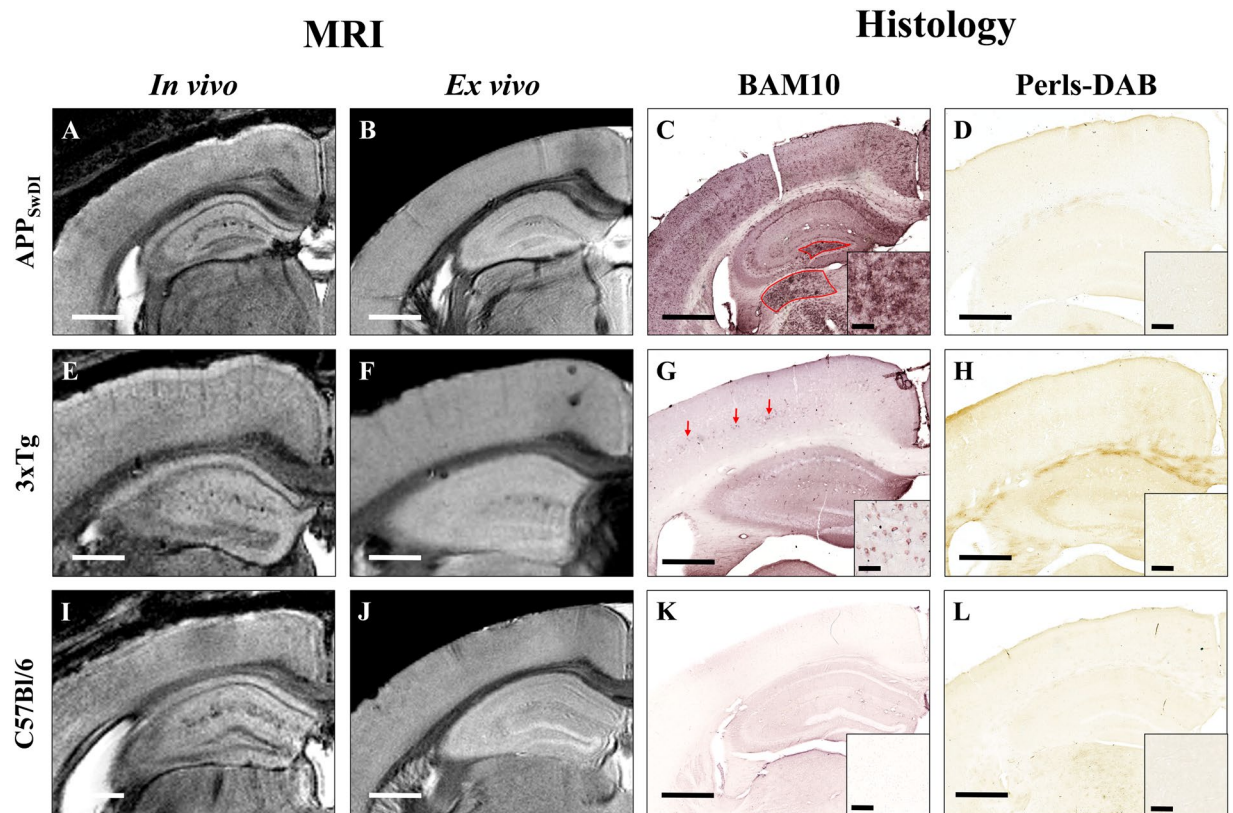 MRI
Histology
In vivo
Ex vivo
BAM10
Perls-DAB
APPSwDI
A
B
C
D
3xTg
E
F
G
H
C57Bl/6
I
J
K
L